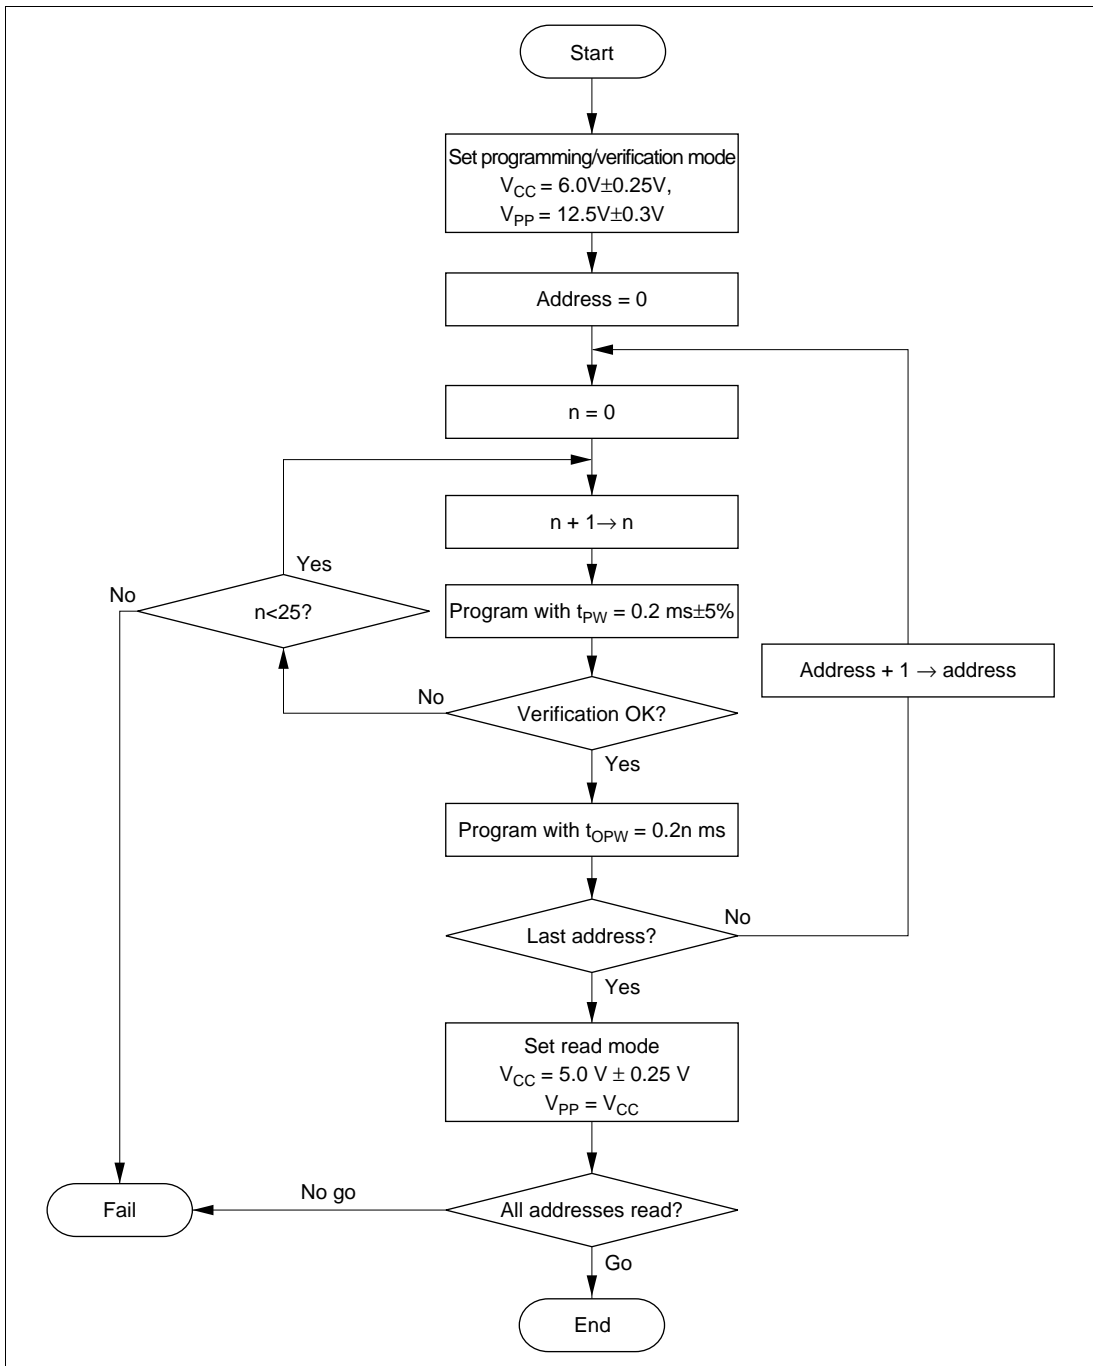 Start
Set programming/verification mode
VCC = 6.0V±0.25V,
VPP = 12.5V±0.3V
Address = 0
n = 0
n + 1→ n
Yes
No
n<25?
Program with tPW = 0.2 ms±5%
Address + 1 → address
No
Verification OK?
Yes
Program with tOPW = 0.2n ms
No
Last address?
Yes
Set read mode
VCC = 5.0 V ± 0.25 V
VPP = VCC
No go
Fail
All addresses read?
Go
End